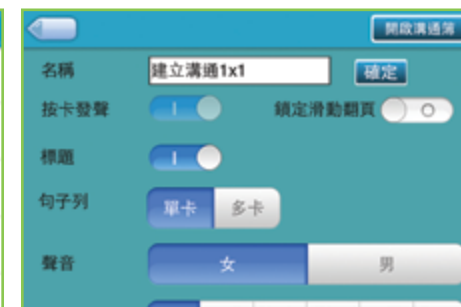 開啟溝通簿
名稱 建立溝通1x1 確定
按卡發聲 鎖定滑動翻頁
標題
句子列 單卡 多卡
聲音 女 男